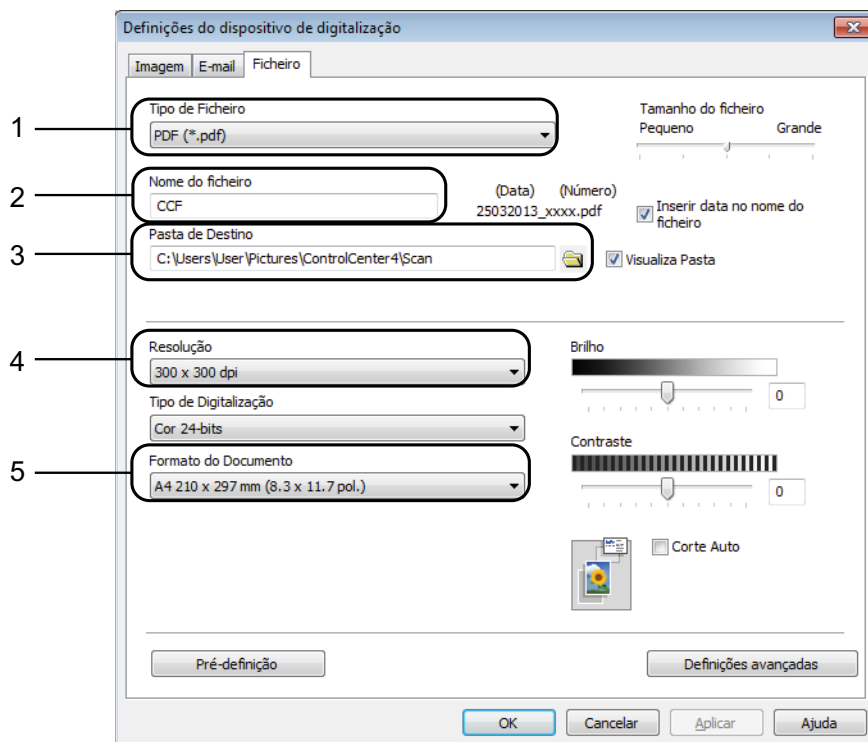 Definições do dispositivo de digitalização
Imagem E-mail Ficheiro
1
Tipo de Ficheiro
PDF (*.pdf)
Tamanho do ficheiro
Pequeno Grande
2
Nome do ficheiro
CCF
(Data) (Número)
25032013_xxxx.pdf
Inserir data no nome do
ficheiro
3
Pasta de Destino
C:\Users\User\Pictures\ControlCenter4\Scan
Visualiza Pasta
4
Resolução
300 x 300 dpi
Brilho
0
Tipo de Digitalização
Cor 24-bits
Contraste
0
5
Formato do Documento
A4 210 x 297 mm (8.3 x 11.7 pol.)
Corte Auto
Pré-definição
Definições avançadas
OK Cancelar Aplicar Ajuda